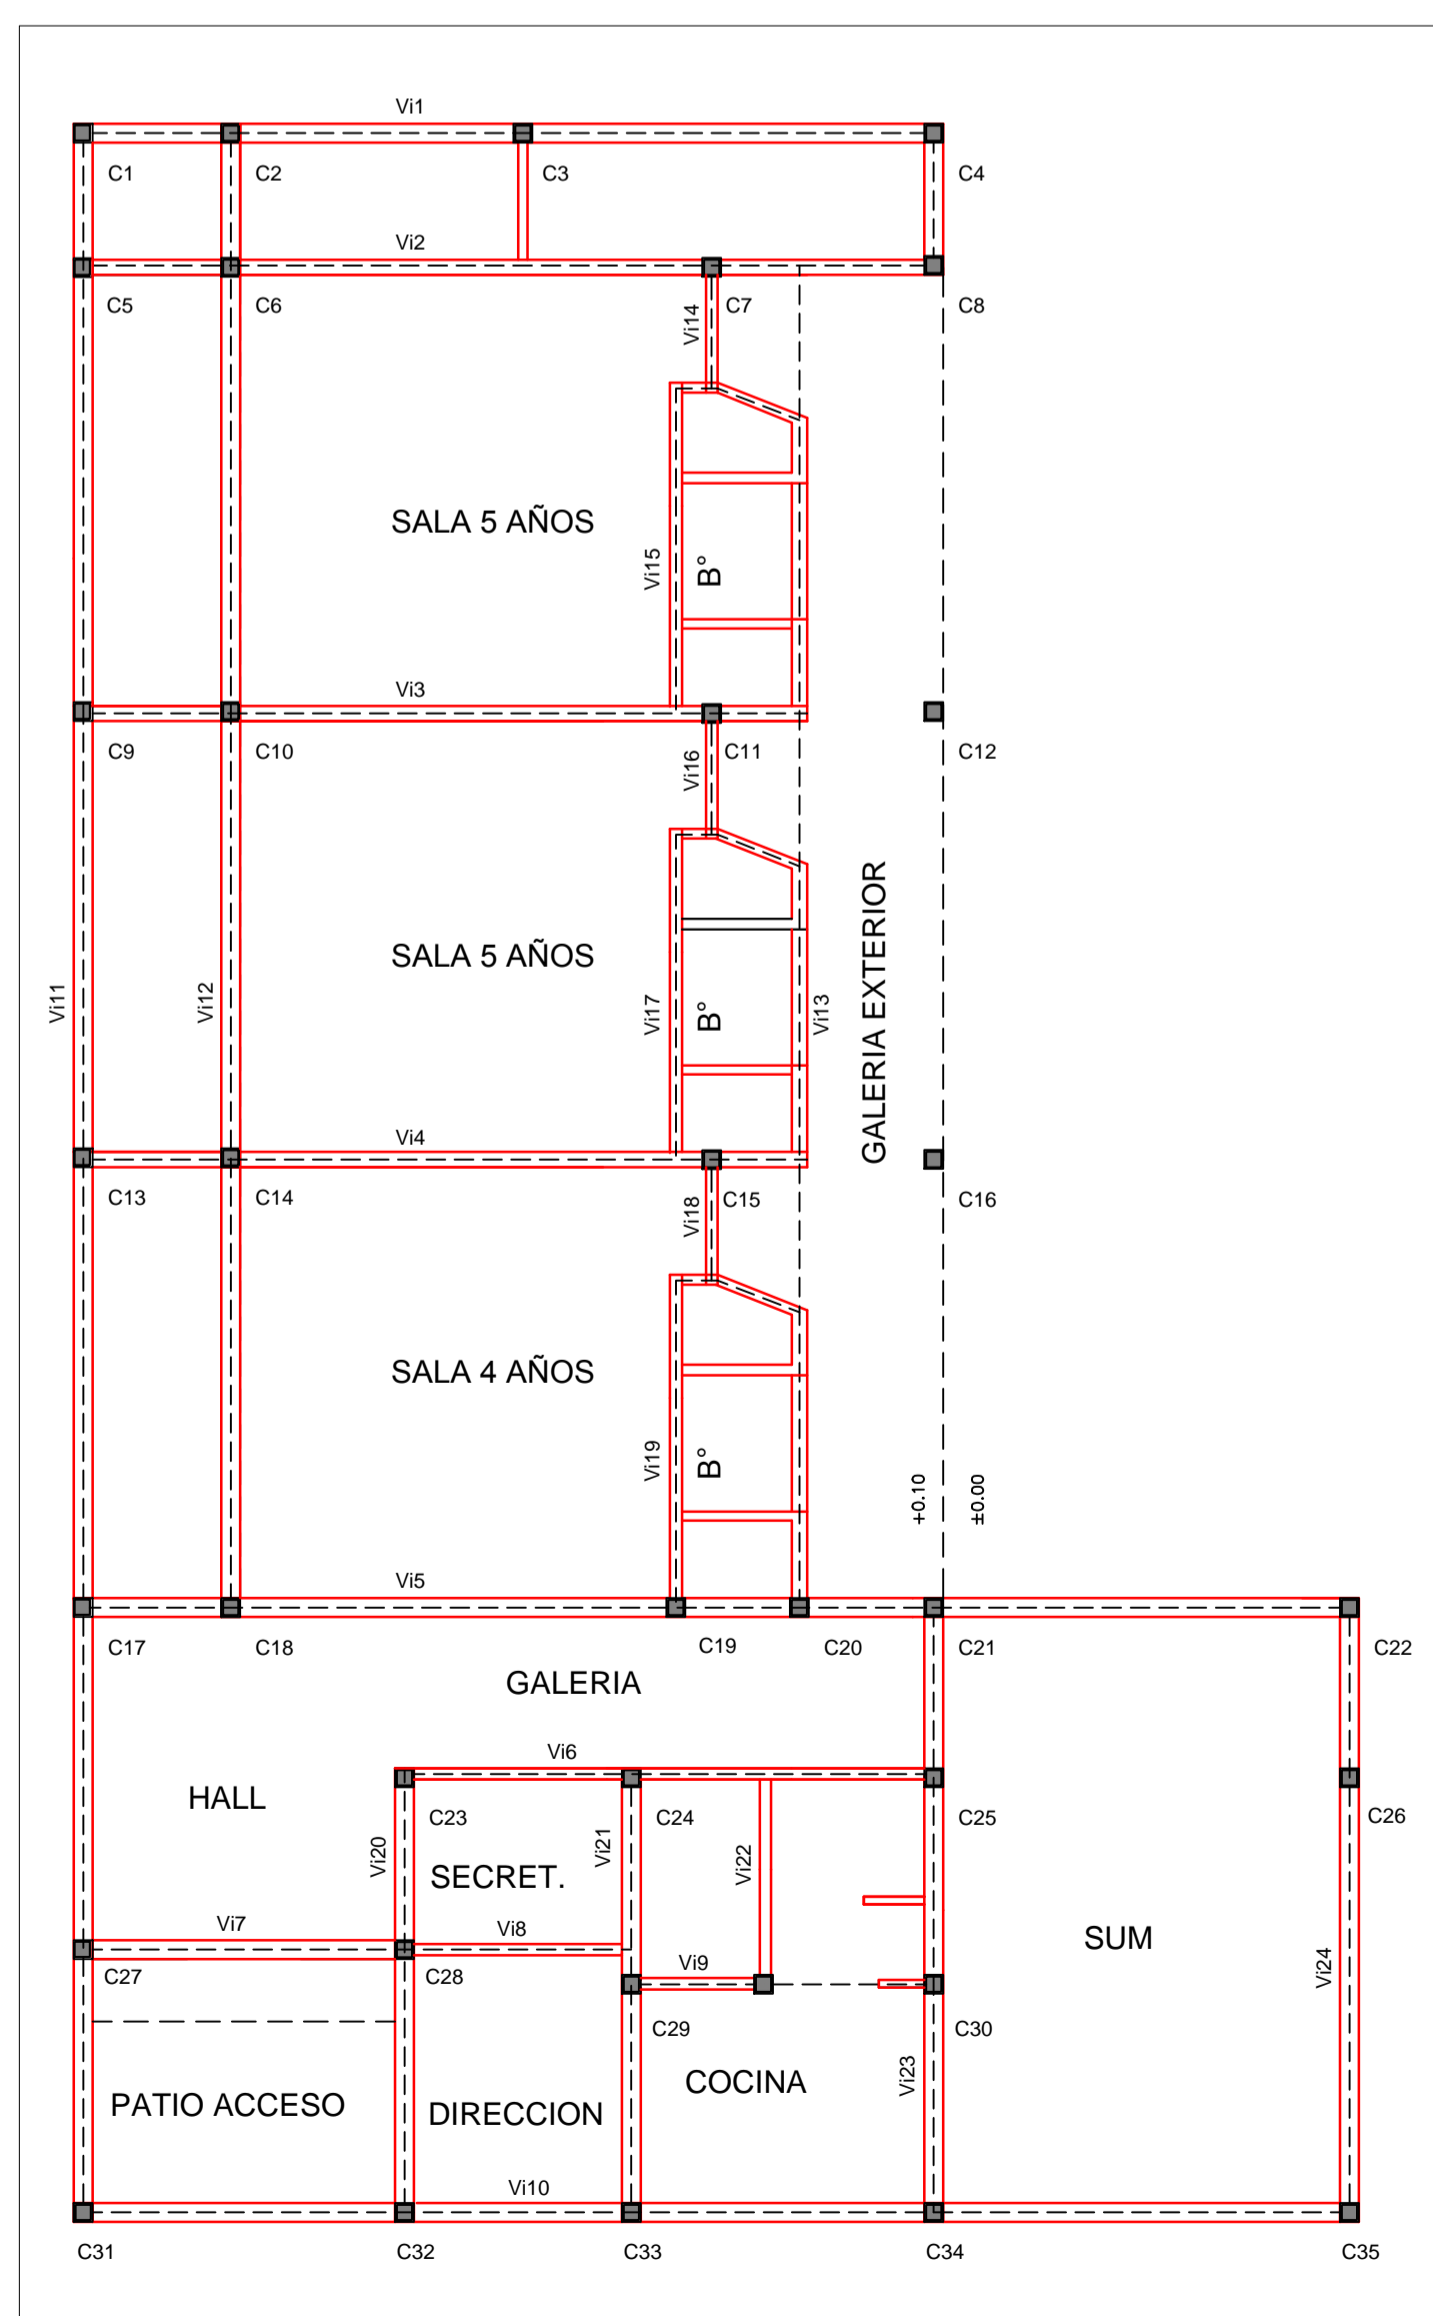 Vi1
C1
C2
C3
C4
Vi2
C5
C6
C7
C8
Vi14
SALA 5 AÑOS
Vi15
B°
Vi3
C9
C10
C11
C12
Vi16
SALA 5 AÑOS
Vi11
Vi12
Vi17
B°
Vi13
GALERIA EXTERIOR
Vi4
C13
C14
C15
C16
Vi18
SALA 4 AÑOS
Vi19
B°
+0.10
±0.00
Vi5
C17
C18
C19
C20
C21
C22
GALERIA
Vi6
HALL
C23
C24
C25
C26
Vi20
Vi21
Vi22
SECRET.
Vi7
Vi8
SUM
C27
C28
Vi9
Vi24
C29
C30
Vi23
COCINA
PATIO ACCESO
DIRECCION
Vi10
C31
C32
C33
C34
C35